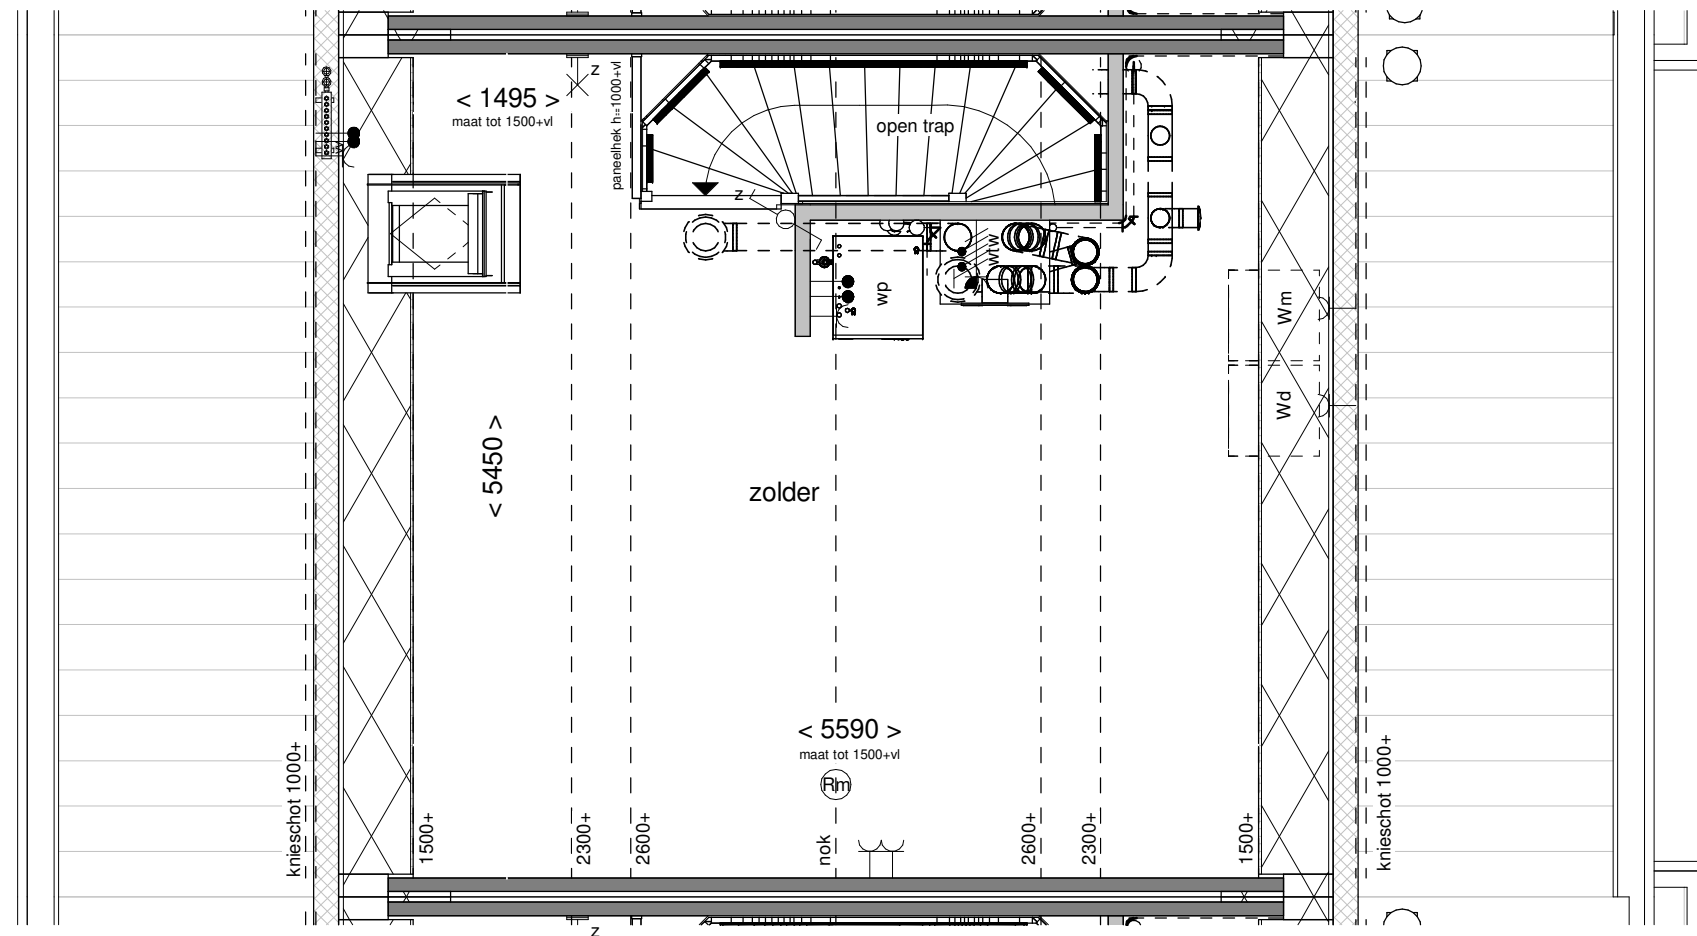 z
< 1495 >
maat tot 1500+vl
paneelhek h=1000+vl
open trap
z
wp
wtw
Wm
Wd
< 5450 >
zolder
< 5590 >
maat tot 1500+vl
Rm
knieschot 1000+
1500+
2300+
2600+
nok
2600+
2300+
1500+
knieschot 1000+
z